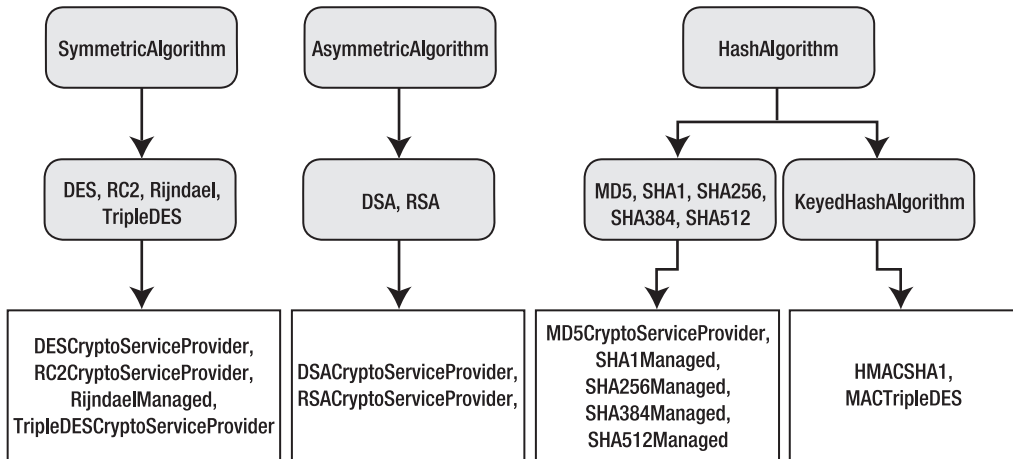 SymmetricAlgorithm
AsymmetricAlgorithm
HashAlgorithm
DES, RC2, Rijndael,
TripleDES
DSA, RSA
MD5, SHA1, SHA256,
SHA384, SHA512
KeyedHashAlgorithm
DESCryptoServiceProvider,
RC2CryptoServiceProvider,
RijndaelManaged,
TripleDESCryptoServiceProvider
DSACryptoServiceProvider,
RSACryptoServiceProvider,
MD5CryptoServiceProvider,
SHA1Managed,
SHA256Managed,
SHA384Managed,
SHA512Managed
HMACSHA1,
MACTripleDES